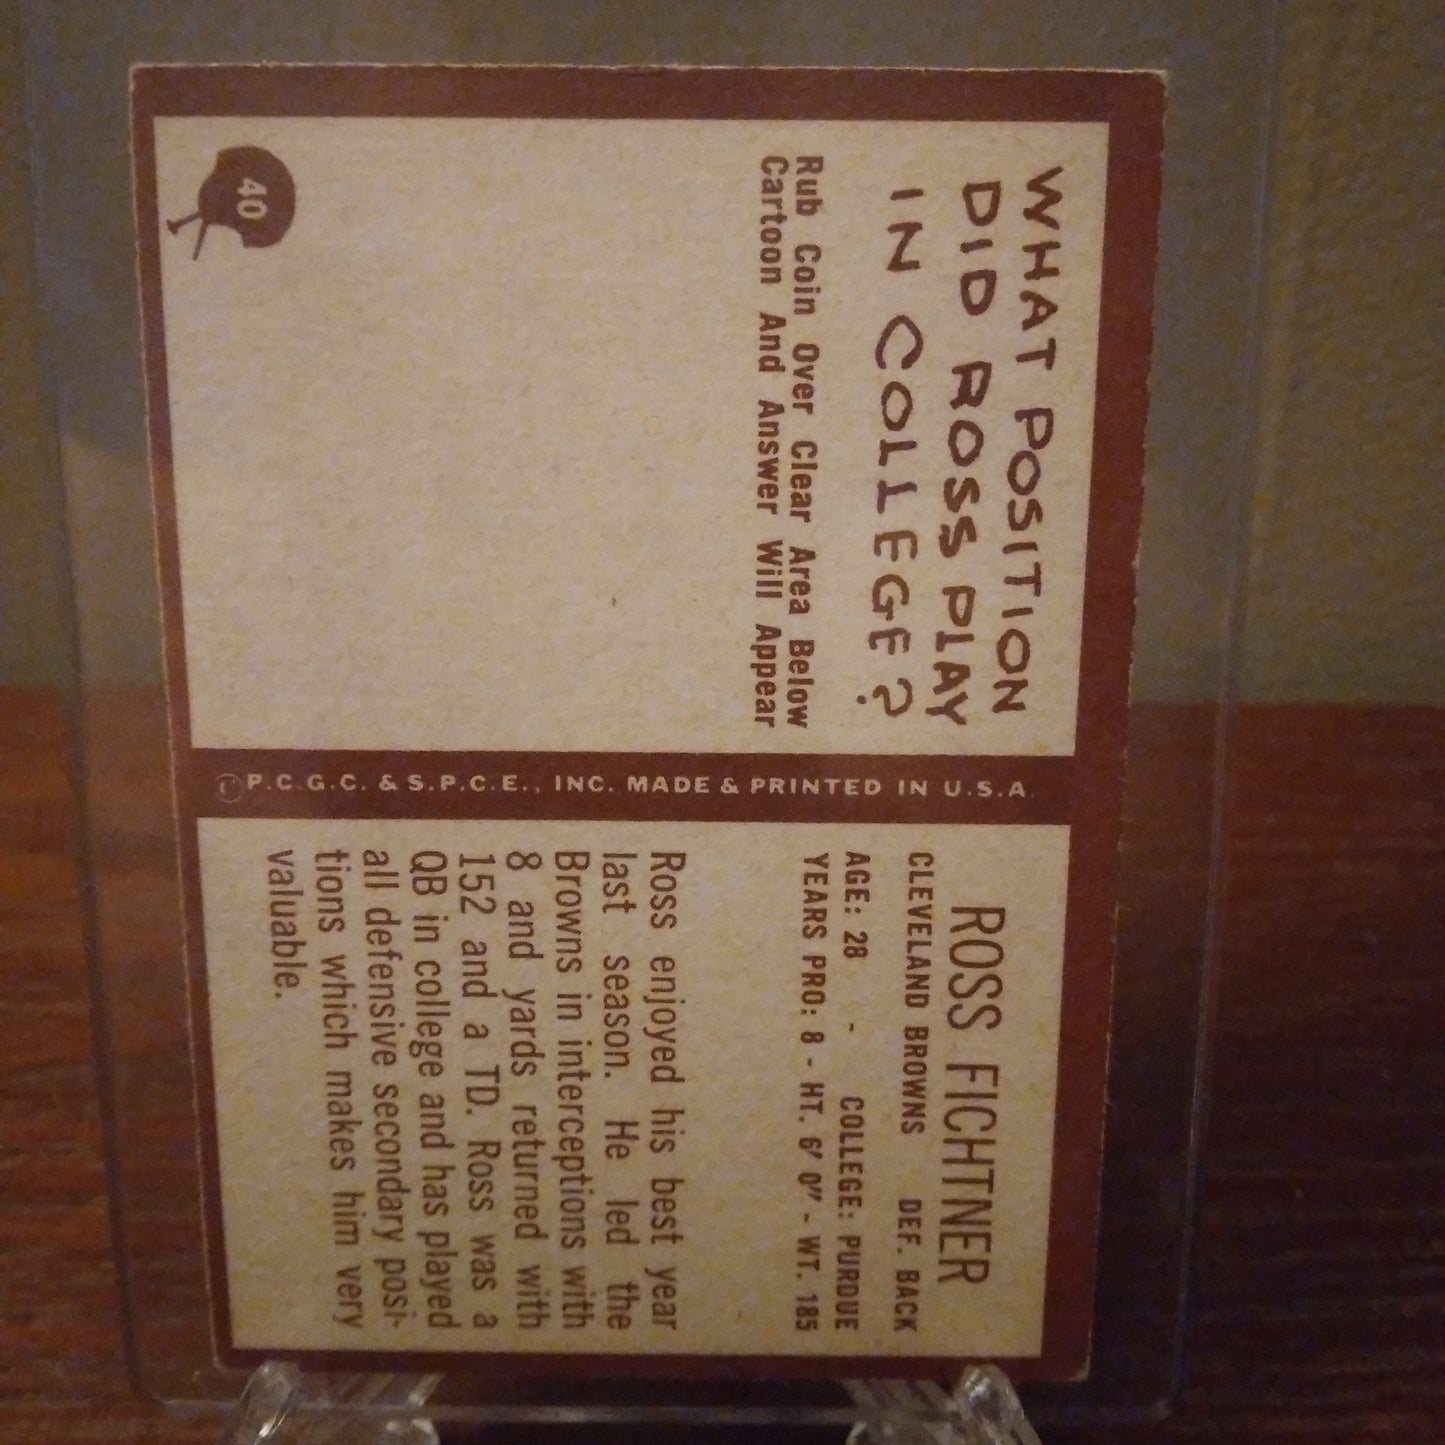 WHAT POSITION
DID ROSS PLAY
IN COLLEGE?
Rub Coin Over Clear Area Below
Cartoon And Answer Will Appear
40
© P.C.G.C. & S.P.C.E., INC. MADE & PRINTED IN U.S.A.
ROSS FICHTNER
CLEVELAND BROWNS DEF. BACK
AGE: 28 - COLLEGE: PURDUE
YEARS PRO: 8 - HT. 6' 0" - WT. 185
Ross enjoyed his best year
last season. He led the
Browns in interceptions with
8 and yards returned with
152 and a TD. Ross was a
QB in college and has played
all defensive secondary posi-
tions which makes him very
valuable.